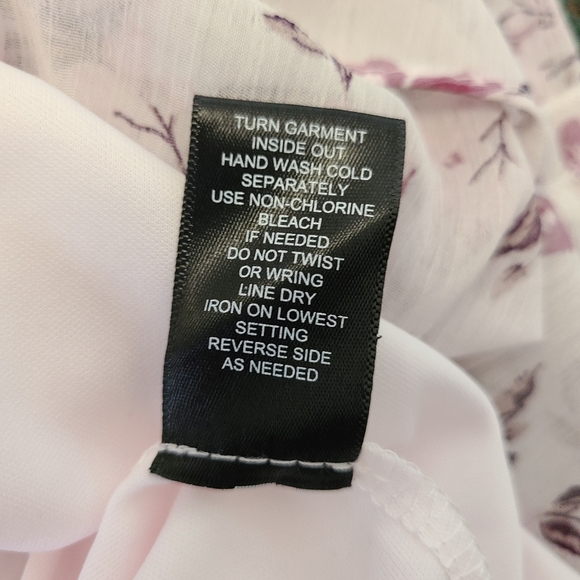 TURN GARMENT
INSIDE OUT
HAND WASH COLD
SEPARATELY
USE NON-CHLORINE
BLEACH
IF NEEDED
DO NOT TWIST
OR WRING
LINE DRY
IRON ON LOWEST
SETTING
REVERSE SIDE
AS NEEDED